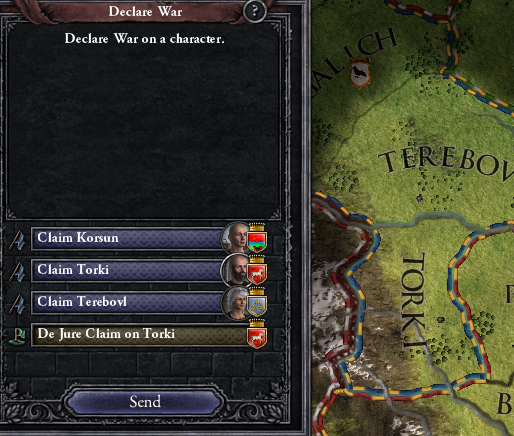 Declare War
?
Declare War on a character.
Claim Korsun
Claim Torki
Claim Terebovl
De Jure Claim on Torki
Send
TEREBOV
TORKI